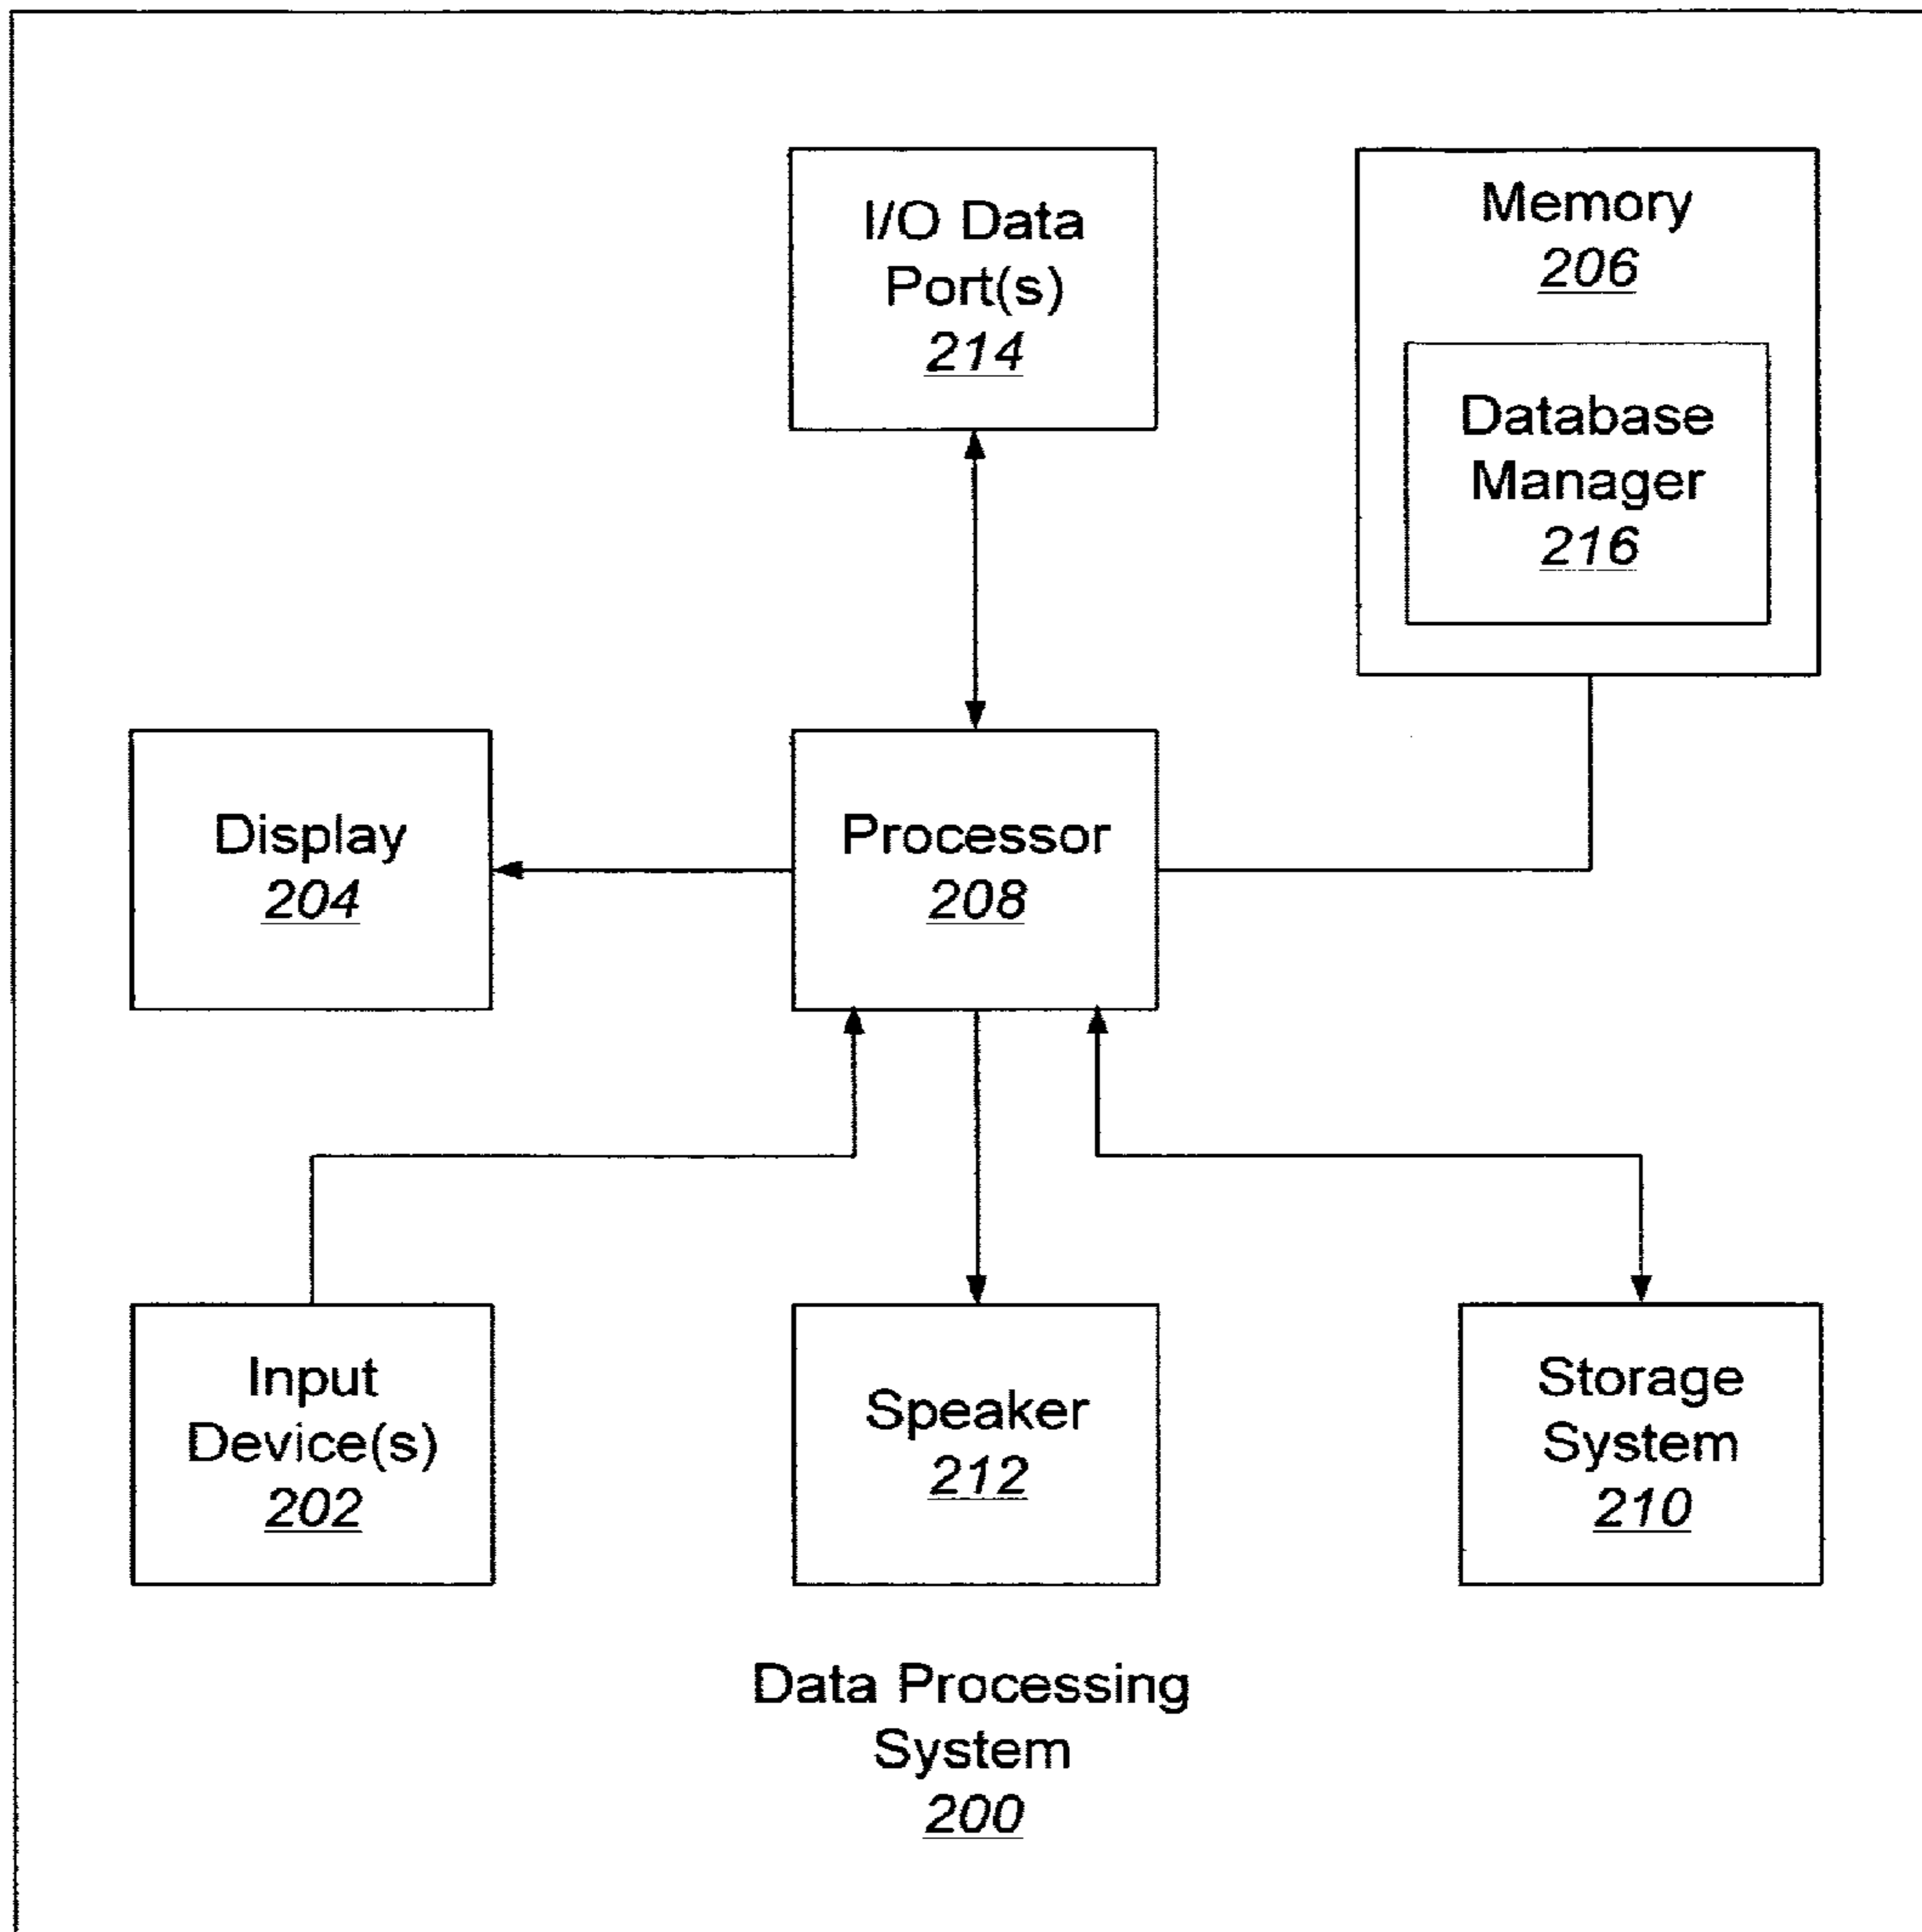 I/O Data
Port(s)
214
Memory
206
Database
Manager
216
Display
204
Processor
208
Input
Device(s)
202
Speaker
212
Storage
System
210
Data Processing
System
200